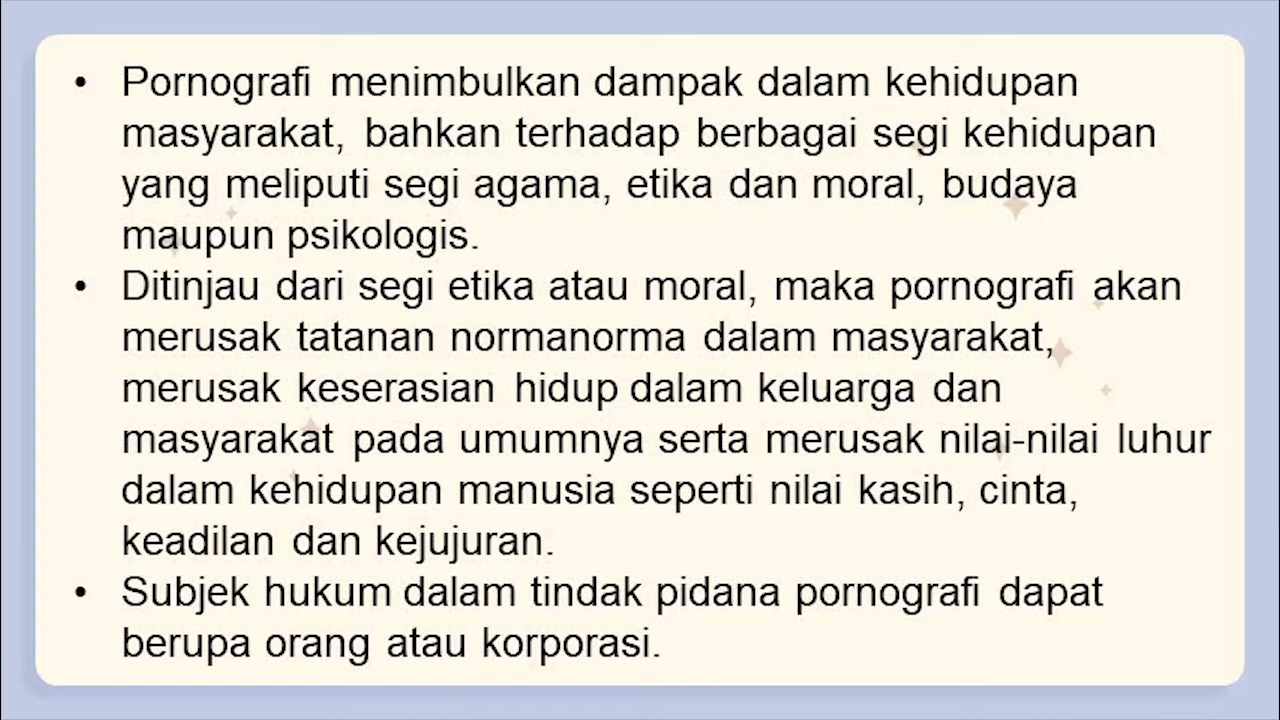 • Pornografi menimbulkan dampak dalam kehidupan
masyarakat, bahkan terhadap berbagai segi kehidupan
yang meliputi segi agama, etika dan moral, budaya
maupun psikologis.
• Ditinjau dari segi etika atau moral, maka pornografi akan
merusak tatanan normanorma dalam masyarakat,
merusak keserasian hidup dalam keluarga dan
masyarakat pada umumnya serta merusak nilai-nilai luhur
dalam kehidupan manusia seperti nilai kasih, cinta,
keadilan dan kejujuran.
• Subjek hukum dalam tindak pidana pornografi dapat
berupa orang atau korporasi.